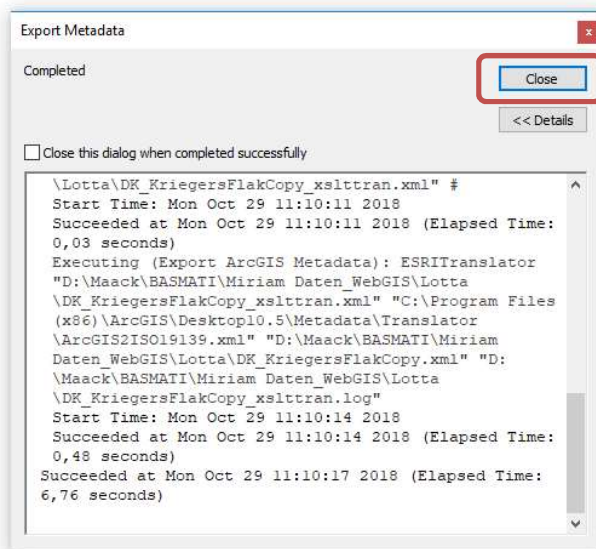 Export Metadata
x
Completed
Close
<< Details
Close this dialog when completed successfully
\Lotta\DK_KriegersFlakCopy_xslttran.xml" #
Start Time: Mon Oct 29 11:10:11 2018
Succeeded at Mon Oct 29 11:10:11 2018 (Elapsed Time:
0,03 seconds)
Executing (Export ArcGIS Metadata): ESRITranslator
"D:\Maack\BASMATI\Miriam Daten_WebGIS\Lotta
\DK_KriegersFlakCopy_xslttran.xml" "C:\Program Files
(x86)\ArcGIS\Desktop10.5\Metadata\Translator
\ArcGIS2ISO19139.xml" "D:\Maack\BASMATI\Miriam
Daten_WebGIS\Lotta\DK_KriegersFlakCopy.xml" "D:
\Maack\BASMATI\Miriam Daten_WebGIS\Lotta
\DK_KriegersFlakCopy_xslttran.log"
Start Time: Mon Oct 29 11:10:14 2018
Succeeded at Mon Oct 29 11:10:14 2018 (Elapsed Time:
0,48 seconds)
Succeeded at Mon Oct 29 11:10:17 2018 (Elapsed Time:
6,76 seconds)